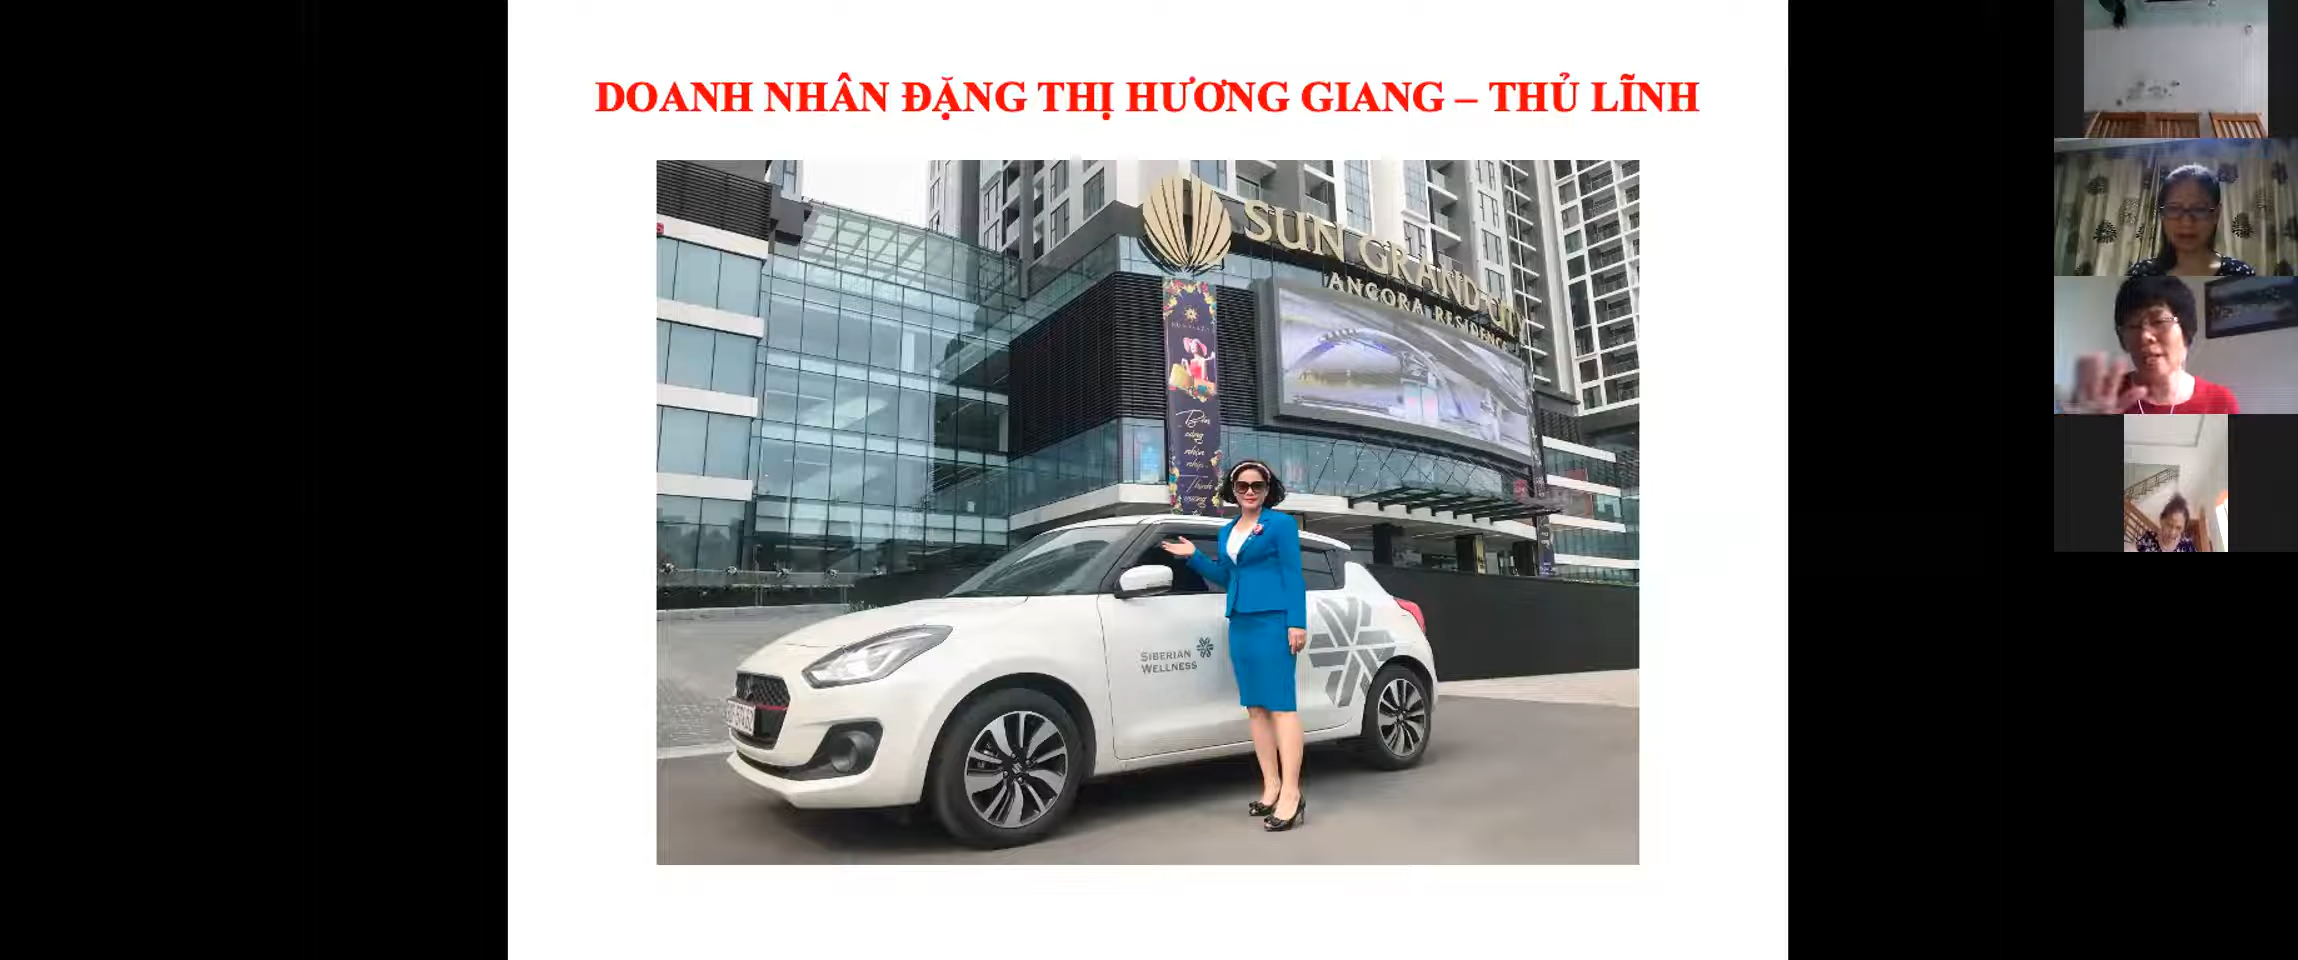 DOANH NHÂN ĐẶNG THỊ HƯƠNG GIANG – THỦ LĨNH
SUN GRAND CITY
ANCORA RESIDENCE
SIBERIAN
WELLNESS